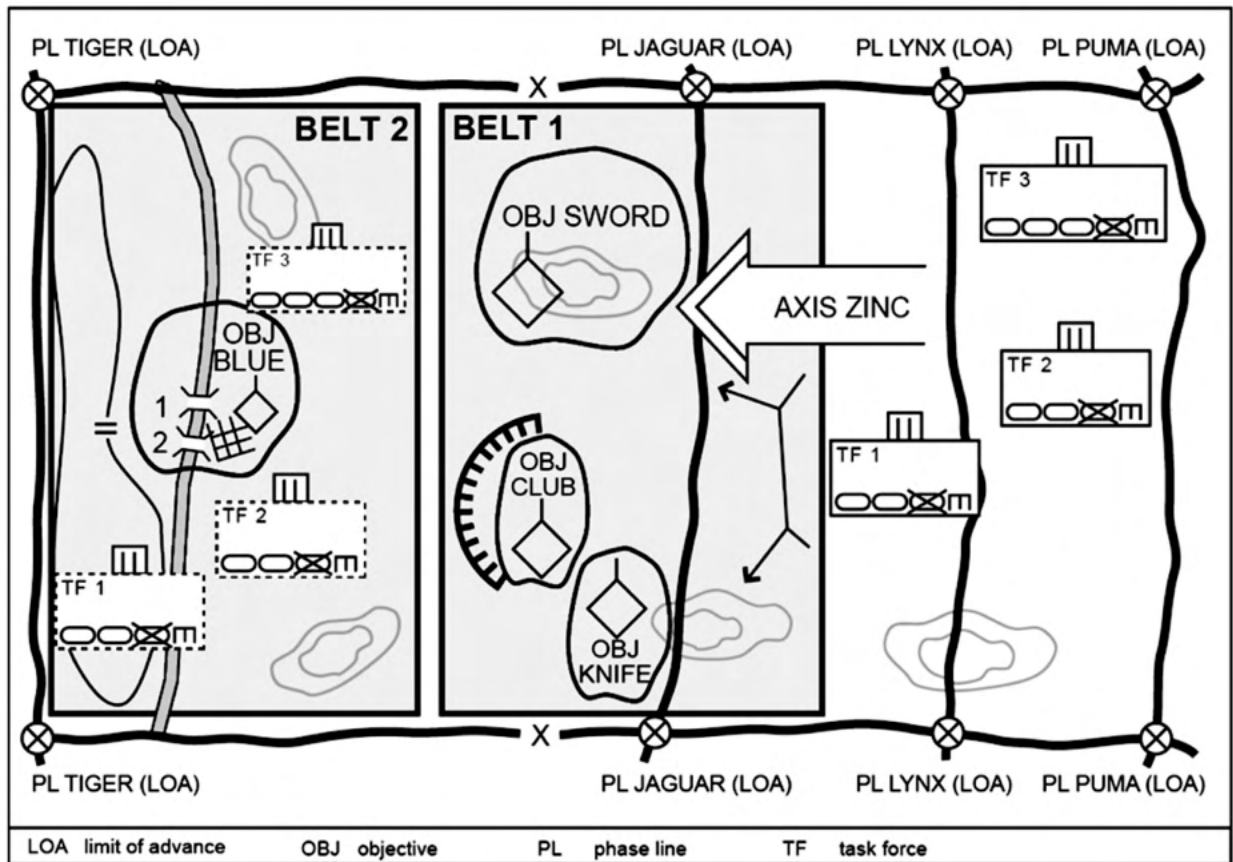 PL TIGER (LOA)
PL JAGUAR (LOA)
PL LYNX (LOA)
PL PUMA (LOA)
X
BELT 2
BELT 1
TF 3
OBJ SWORD
TF 3
AXIS ZINC
OBJ
BLUE
1
2
TF 2
TF 1
OBJ
CLUB
TF 2
TF 1
OBJ
KNIFE
X
PL TIGER (LOA)
PL JAGUAR (LOA)
PL LYNX (LOA)
PL PUMA (LOA)
LOA limit of advance OBJ objective PL phase line TF task force